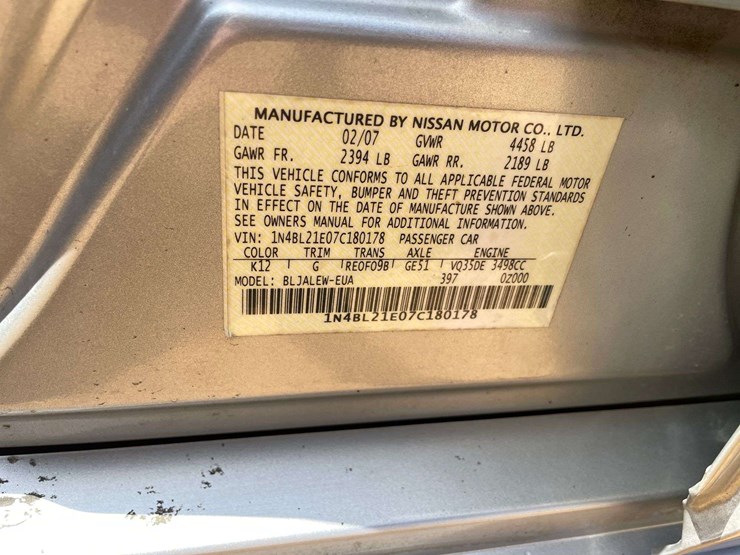 MANUFACTURED BY NISSAN MOTOR CO., LTD.
DATE 02/07 GVWR 4458 LB
GAWR FR. 2394 LB GAWR RR. 2189 LB
THIS VEHICLE CONFORMS TO ALL APPLICABLE FEDERAL MOTOR
VEHICLE SAFETY, BUMPER AND THEFT PREVENTION STANDARDS
IN EFFECT ON THE DATE OF MANUFACTURE SHOWN ABOVE.
SEE OWNERS MANUAL FOR ADDITIONAL INFORMATION.
VIN: 1N4BL21E07C180178 PASSENGER CAR
COLOR TRIM TRANS AXLE ENGINE
K12 G RE0F09B GE51 VQ35DE 3498CC
MODEL: BLJALEW-EUA 397 0Z000
1N4BL21E07C180178